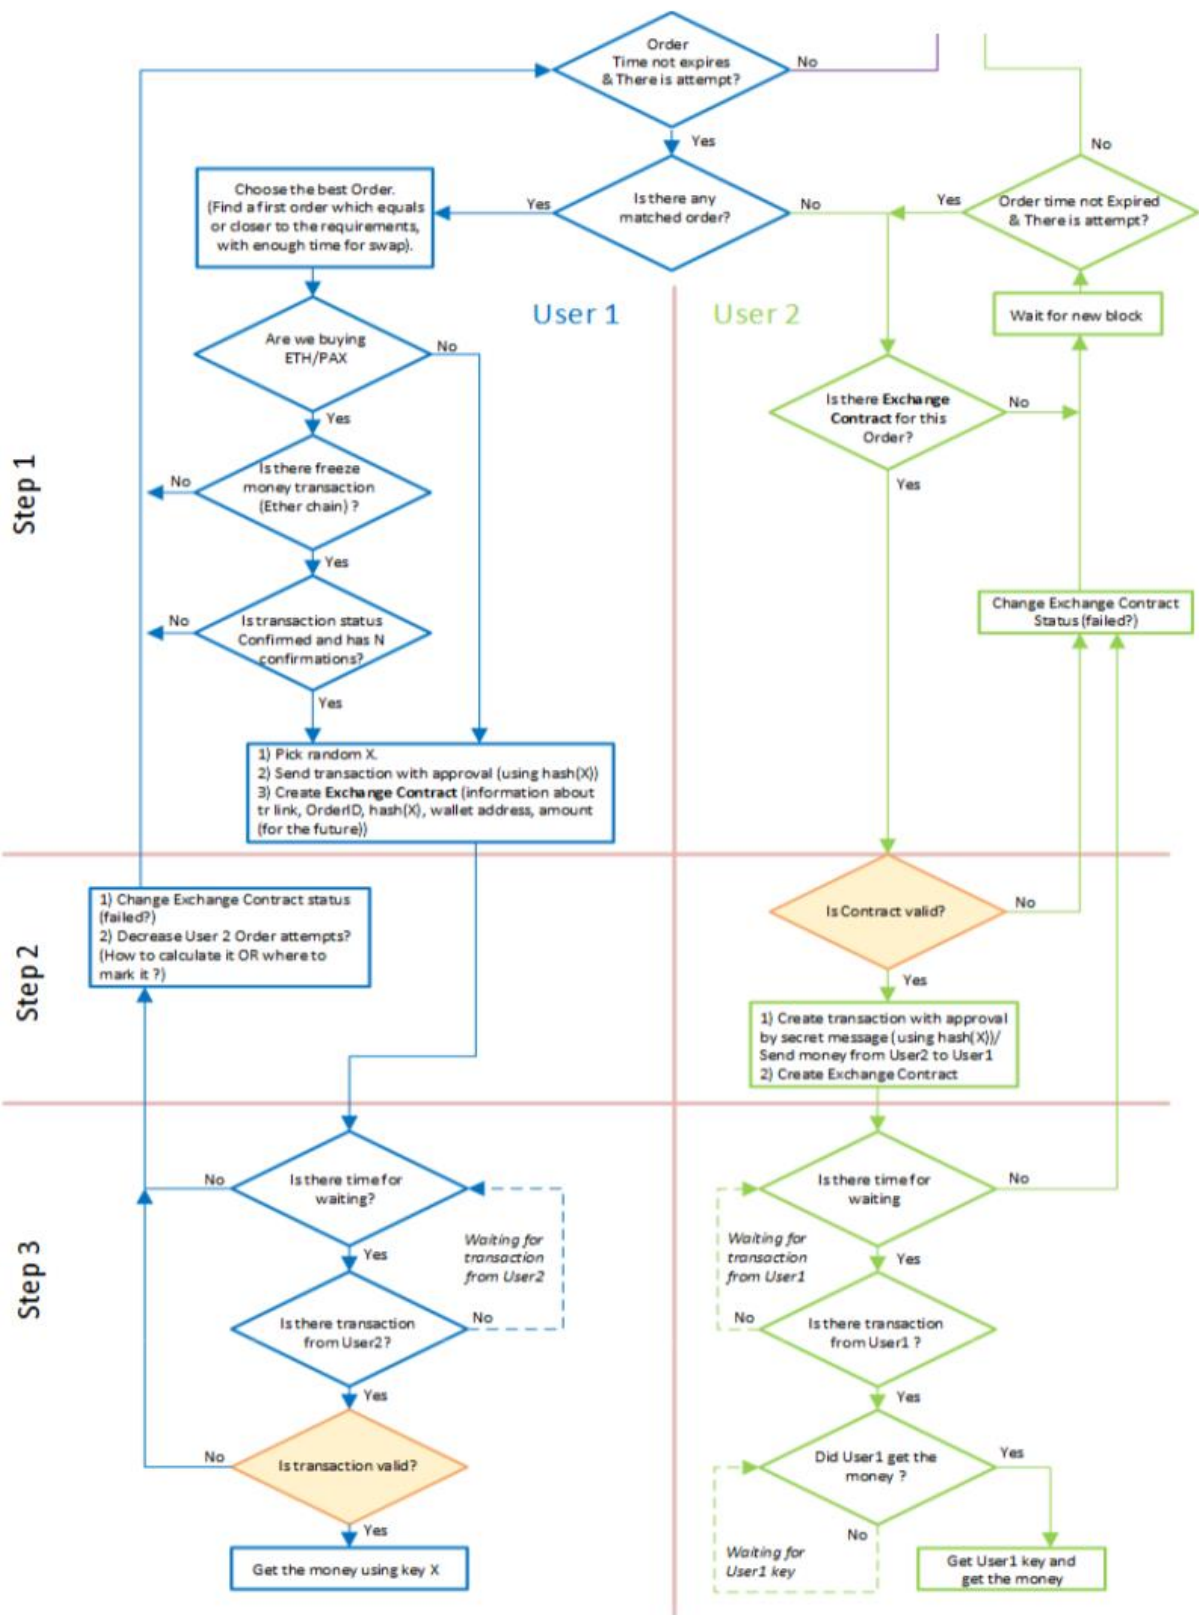 Order
Time not expires
& There is attempt?
No
Yes
No
Choose the best Order.
(Find a first order which equals
or closer to the requirements,
with enough time for swap).
Yes
Is there any
matched order?
No
Yes
Order time not Expired
& There is attempt?
User 1
User 2
Wait for new block
Are we buying
ETH/PAX
No
Yes
Is there Exchange
Contract for this
Order?
No
Yes
Step 1
Is there freeze
money transaction
(Ether chain) ?
No
Yes
Is transaction status
Confirmed and has N
confirmations?
No
Yes
Change Exchange Contract
Status (failed?)
1) Pick random X.
2) Send transaction with approval (using hash(X))
3) Create Exchange Contract (information about
tr link, OrderID, hash(X), wallet address, amount
(for the future))
Step 2
1) Change Exchange Contract status
(failed?)
2) Decrease User 2 Order attempts?
(How to calculate it OR where to
mark it ?)
Is Contract valid?
No
Yes
1) Create transaction with approval
by secret message (using hash(X))/
Send money from User2 to User1
2) Create Exchange Contract
Step 3
Is there time for
waiting?
No
Yes
Waiting for
transaction
from User2
Is there transaction
from User2?
No
Yes
Is transaction valid?
No
Yes
Get the money using key X
Is there time for
waiting
No
Yes
Waiting for
transaction
from User1
Is there transaction
from User1 ?
No
Yes
Did User1 get the
money ?
Yes
No
Waiting for
User1 key
Get User1 key and
get the money